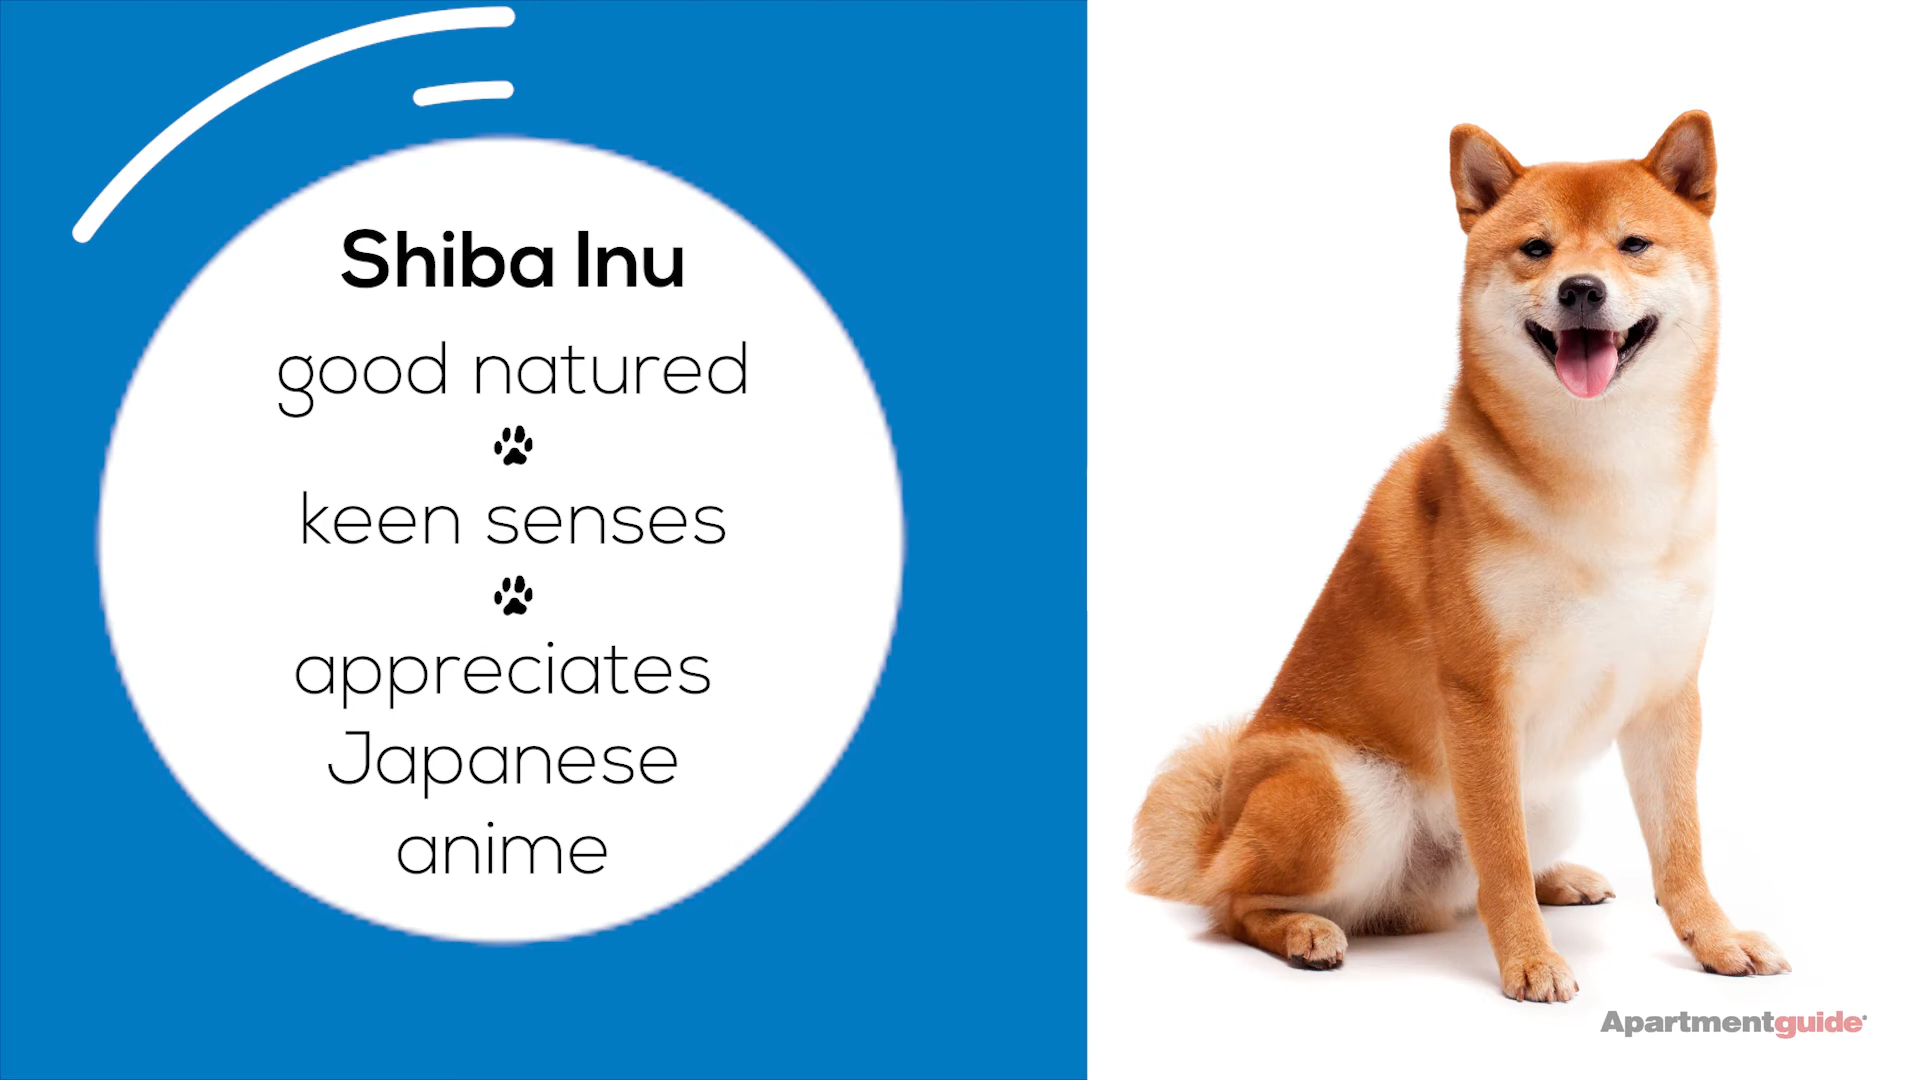 Shiba Inu
good natured
keen senses
appreciates
Japanese
anime
Apartmentguide